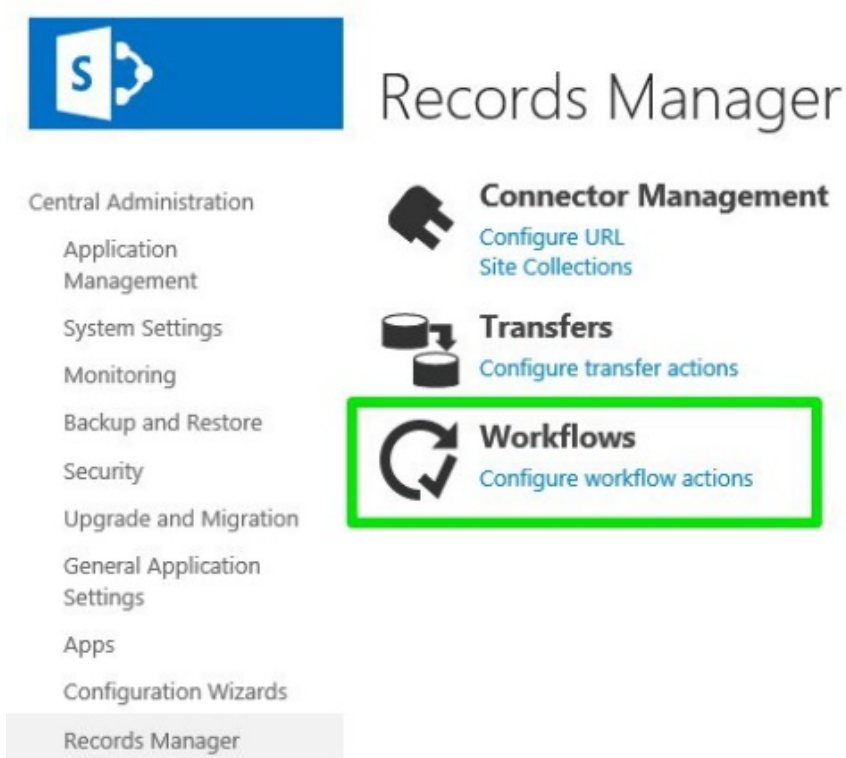 S
Records Manager
Central Administration
Application
Management
System Settings
Monitoring
Backup and Restore
Security
Upgrade and Migration
General Application
Settings
Apps
Configuration Wizards
Records Manager
Connector Management
Configure URL
Site Collections
Transfers
Configure transfer actions
Workflows
Configure workflow actions